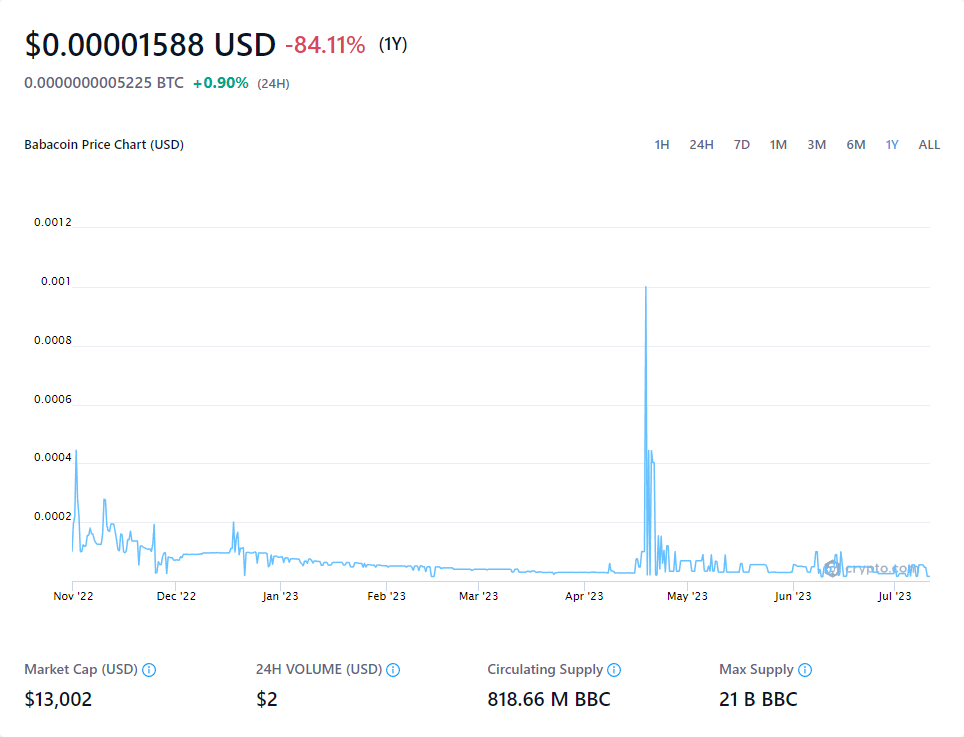 $0.00001588 USD -84.11% (1Y)
0.0000000005225 BTC +0.90% (24H)
Babacoin Price Chart (USD) 1H 24H 7D 1M 3M 6M 1Y ALL
0.0012
0.001
0.0008
0.0006
0.0004
0.0002
crypto.com
Nov '22 Dec '22 Jan '23 Feb '23 Mar '23 Apr '23 May '23 Jun '23 Jul '23
Market Cap (USD) 24H VOLUME (USD) Circulating Supply Max Supply
$13,002 $2 818.66 M BBC 21 B BBC